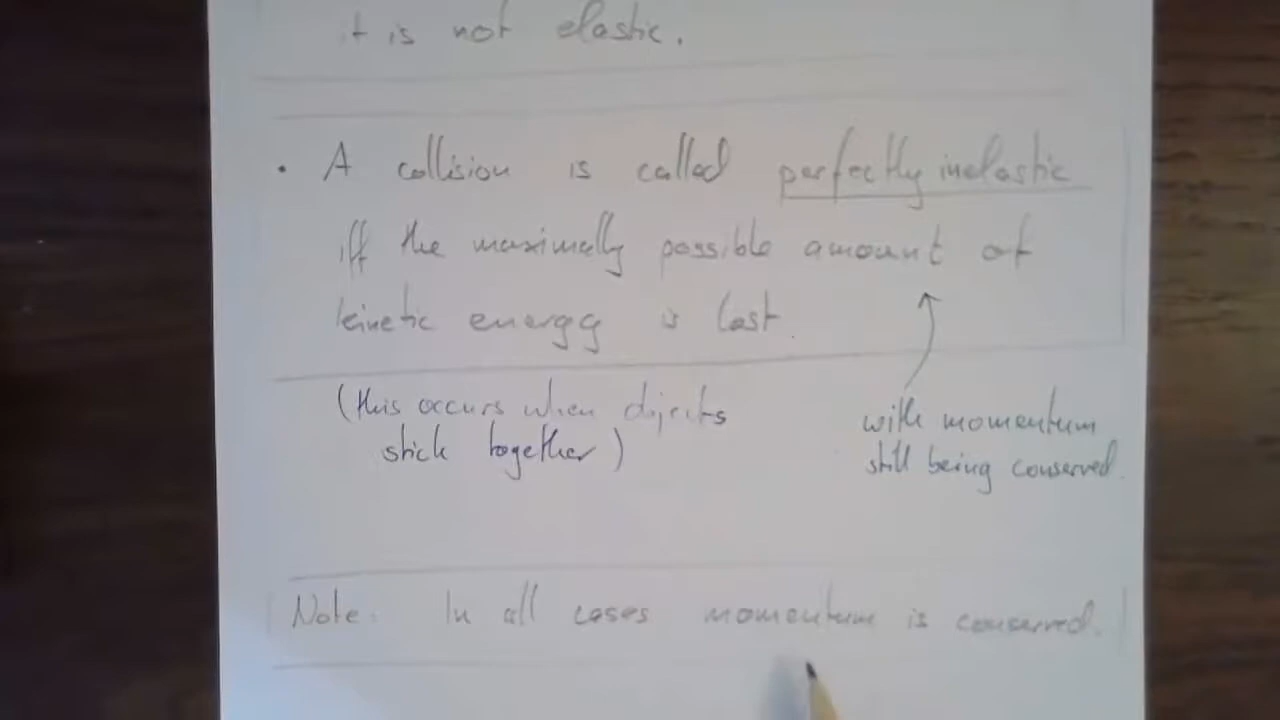 it is not elastic.
• A collision is called perfectly inelastic
iff the maximally possible amount of
kinetic energy is lost
(this occurs when objects
stick together)
with momentum
still being conserved.
Note: In all cases momentum is conserved.